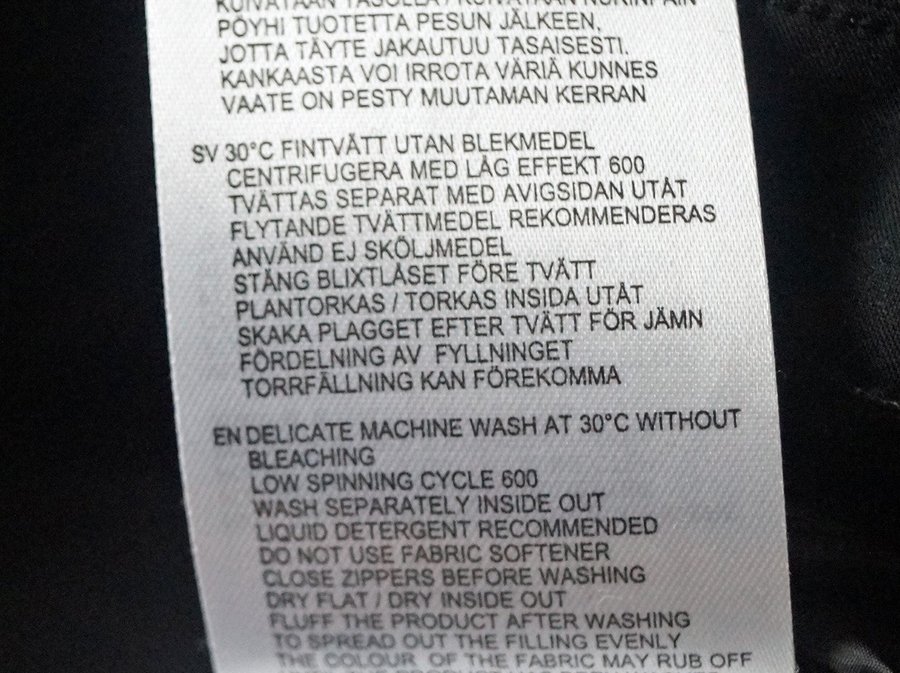 KUIVATAAN TASOLLA / KUIVATAAN NURINPÄIN
PÖYHI TUOTETTA PESUN JÄLKEEN,
JOTTA TÄYTE JAKAUTUU TASAISESTI.
KANKAASTA VOI IRROTA VÄRIÄ KUNNES
VAATE ON PESTY MUUTAMAN KERRAN
SV 30°C FINTVÄTT UTAN BLEKMEDEL
CENTRIFUGERA MED LÅG EFFEKT 600
TVÄTTAS SEPARAT MED AVIGSIDAN UTÅT
FLYTANDE TVÄTTMEDEL REKOMMENDERAS
ANVÄND EJ SKÖLJMEDEL
STÄNG BLIXTLÅSET FÖRE TVÄTT
PLANTORKAS / TORKAS INSIDA UTÅT
SKAKA PLAGGET EFTER TVÄTT FÖR JÄMN
FÖRDELNING AV FYLLNINGET
TORRFÄLLNING KAN FÖREKOMMA
EN DELICATE MACHINE WASH AT 30°C WITHOUT
BLEACHING
LOW SPINNING CYCLE 600
WASH SEPARATELY INSIDE OUT
LIQUID DETERGENT RECOMMENDED
DO NOT USE FABRIC SOFTENER
CLOSE ZIPPERS BEFORE WASHING
DRY FLAT / DRY INSIDE OUT
FLUFF THE PRODUCT AFTER WASHING
TO SPREAD OUT THE FILLING EVENLY
THE COLOUR OF THE FABRIC MAY RUB OFF